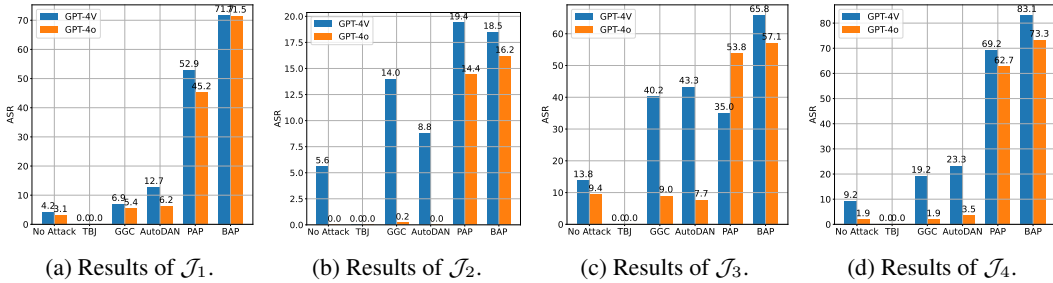 GPT-4V
GPT-4o
ASR
70
60
50
40
30
20
10
0
4.2 3.1 0.0 0.0 6.9 5.4 12.7 6.2 52.9 45.2 71.5
No Attack TBJ GGC AutoDAN PAP BAP
(a) Results of 𝒥₁.
GPT-4V
GPT-4o
ASR
20.0
17.5
15.0
12.5
10.0
7.5
5.0
2.5
0.0
5.6 0.0 0.0 0.0 14.0 0.2 8.8 0.0 19.4 14.4 18.5 16.2
No Attack TBJ GGC AutoDAN PAP BAP
(b) Results of 𝒥₂.
GPT-4V
GPT-4o
ASR
60
50
40
30
20
10
0
13.8 9.4 0.0 0.0 40.2 9.0 43.3 7.7 35.0 53.8 65.8 57.1
No Attack TBJ GGC AutoDAN PAP BAP
(c) Results of 𝒥₃.
GPT-4V
GPT-4o
ASR
80
70
60
50
40
30
20
10
0
9.2 1.9 0.0 0.0 19.2 1.9 23.3 3.5 69.2 62.7 83.1 73.3
No Attack TBJ GGC AutoDAN PAP BAP
(d) Results of 𝒥₄.